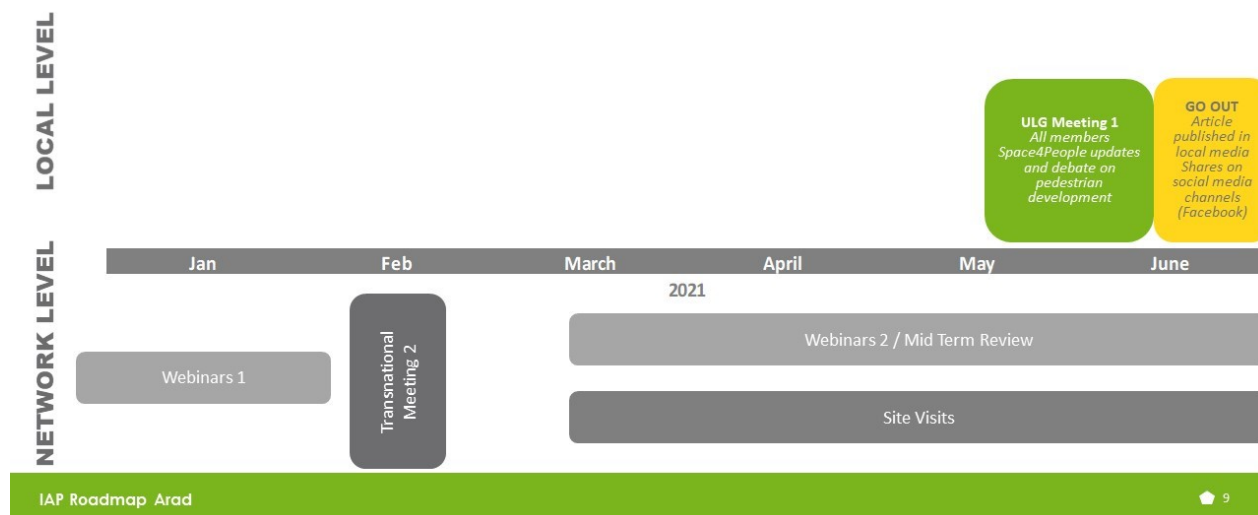 LOCAL LEVEL
ULG Meeting 1
All members
Space4People updates
and debate on
pedestrian
development
GO OUT
Article
published in
local media
Shares on
social media
channels
(Facebook)
Jan Feb March April May June
2021
NETWORK LEVEL
Webinars 1
Transnational
Meeting 2
Webinars 2 / Mid Term Review
Site Visits
IAP Roadmap Arad
9